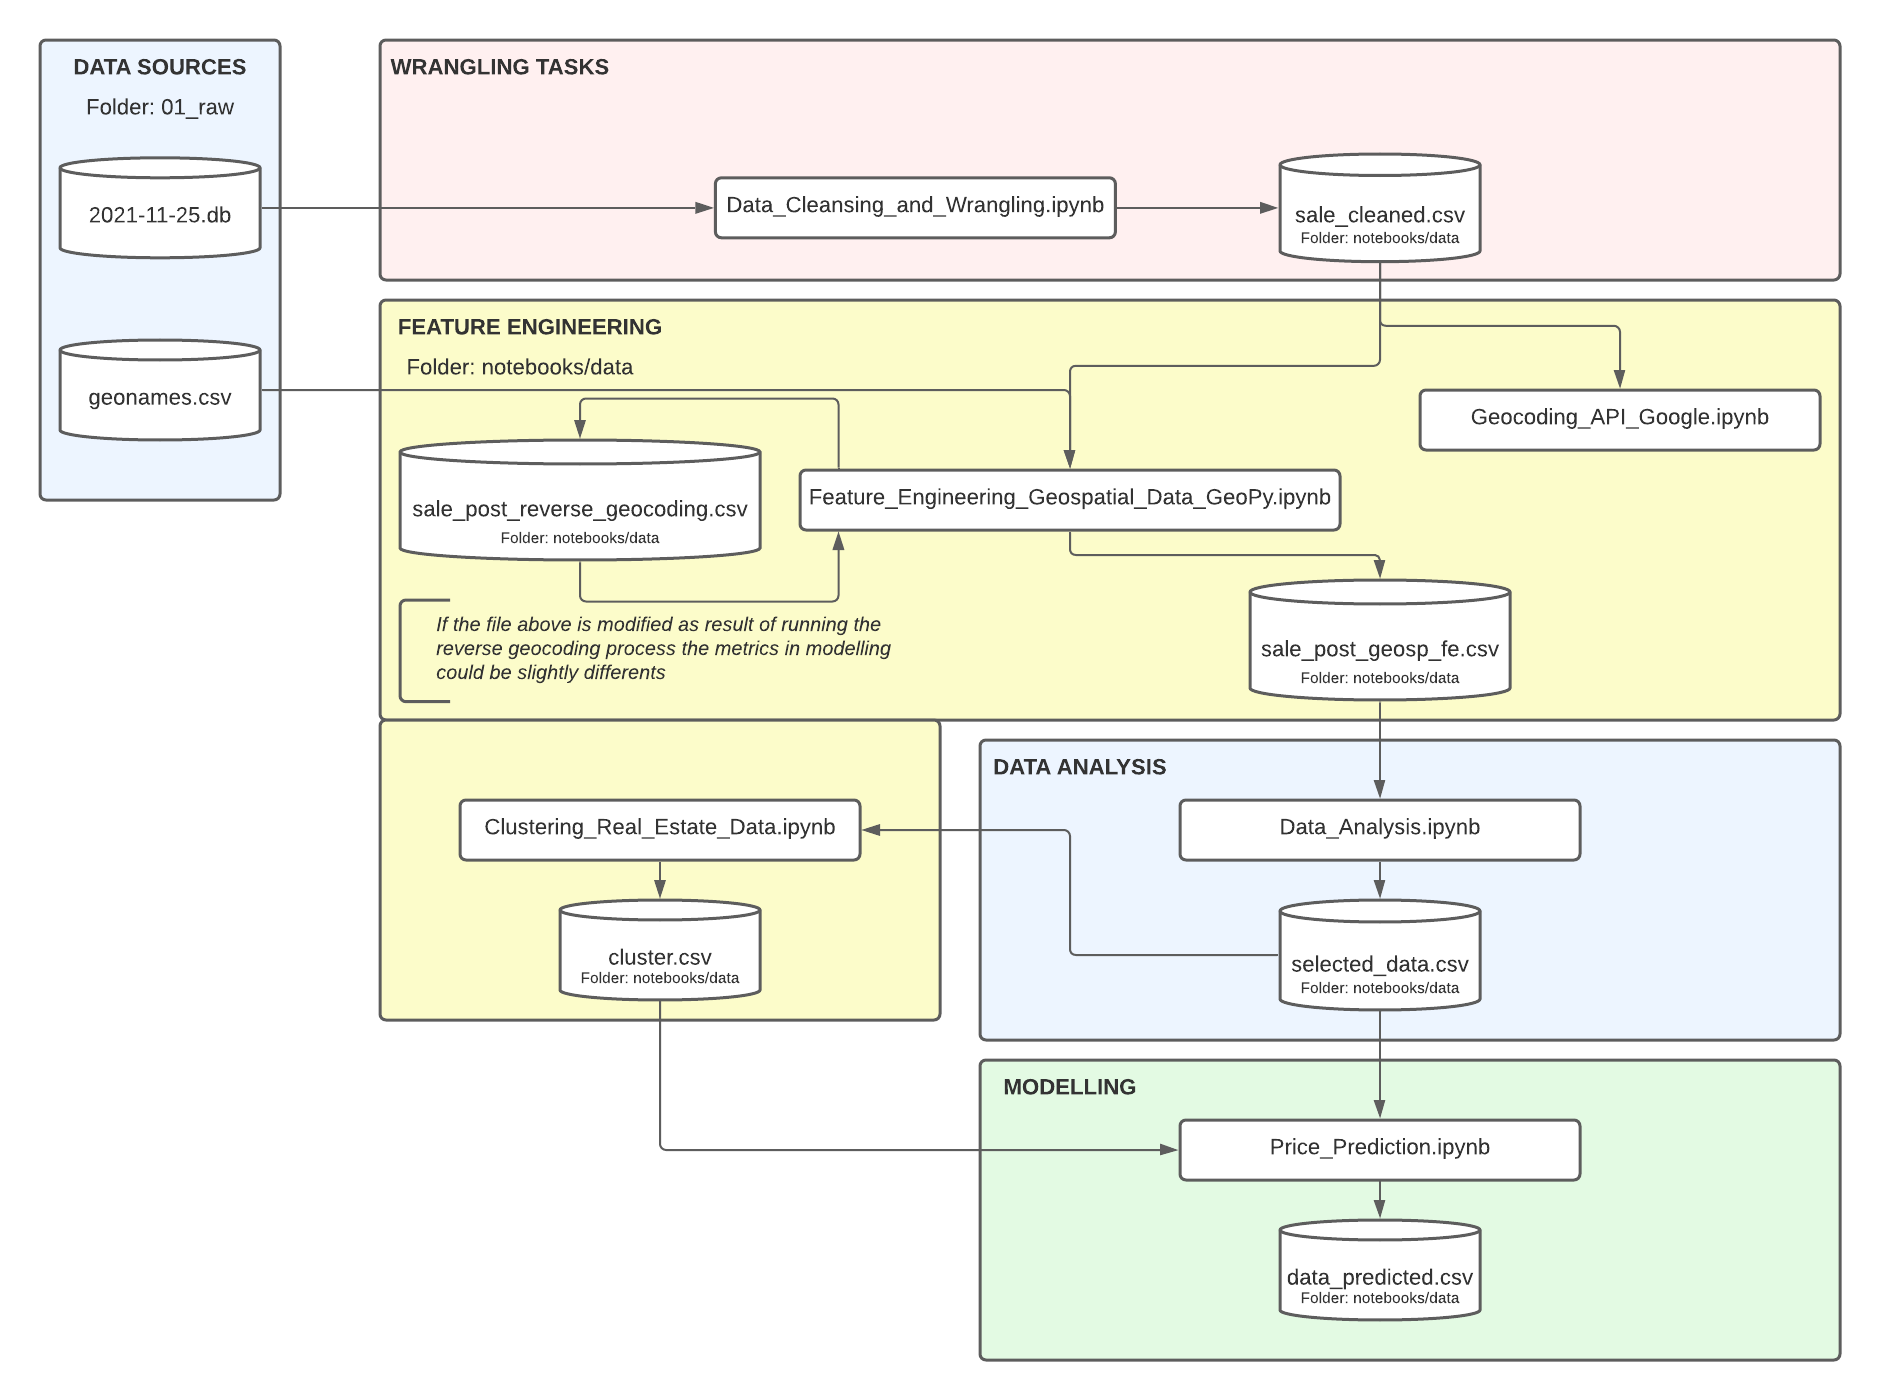 DATA SOURCES
Folder: 01_raw
2021-11-25.db
geonames.csv
WRANGLING TASKS
Data_Cleansing_and_Wrangling.ipynb
sale_cleaned.csv
Folder: notebooks/data
FEATURE ENGINEERING
Folder: notebooks/data
Geocoding_API_Google.ipynb
sale_post_reverse_geocoding.csv
Folder: notebooks/data
Feature_Engineering_Geospatial_Data_GeoPy.ipynb
If the file above is modified as result of running the
reverse geocoding process the metrics in modelling
could be slightly differents
sale_post_geosp_fe.csv
Folder: notebooks/data
Clustering_Real_Estate_Data.ipynb
cluster.csv
Folder: notebooks/data
DATA ANALYSIS
Data_Analysis.ipynb
selected_data.csv
Folder: notebooks/data
MODELLING
Price_Prediction.ipynb
data_predicted.csv
Folder: notebooks/data